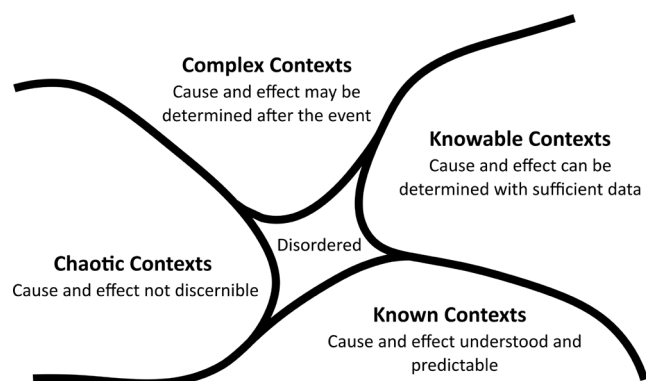 Complex Contexts
Cause and effect may be
determined after the event
Knowable Contexts
Cause and effect can be
determined with sufficient data
Disordered
Chaotic Contexts
Cause and effect not discernible
Known Contexts
Cause and effect understood and
predictable